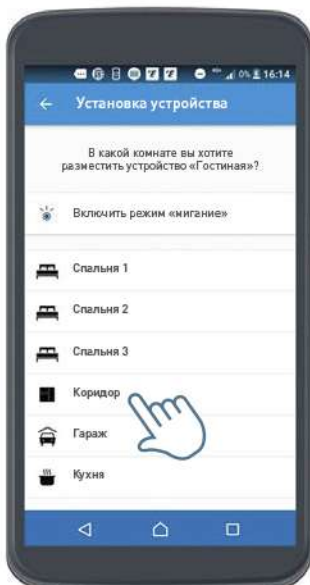 16:14
Установка устройства
В какой комнате вы хотите
разместить устройство «Гостиная»?
Включить режим «мигание»
Спальня 1
Спальня 2
Спальня 3
Коридор
Гараж
Кухня